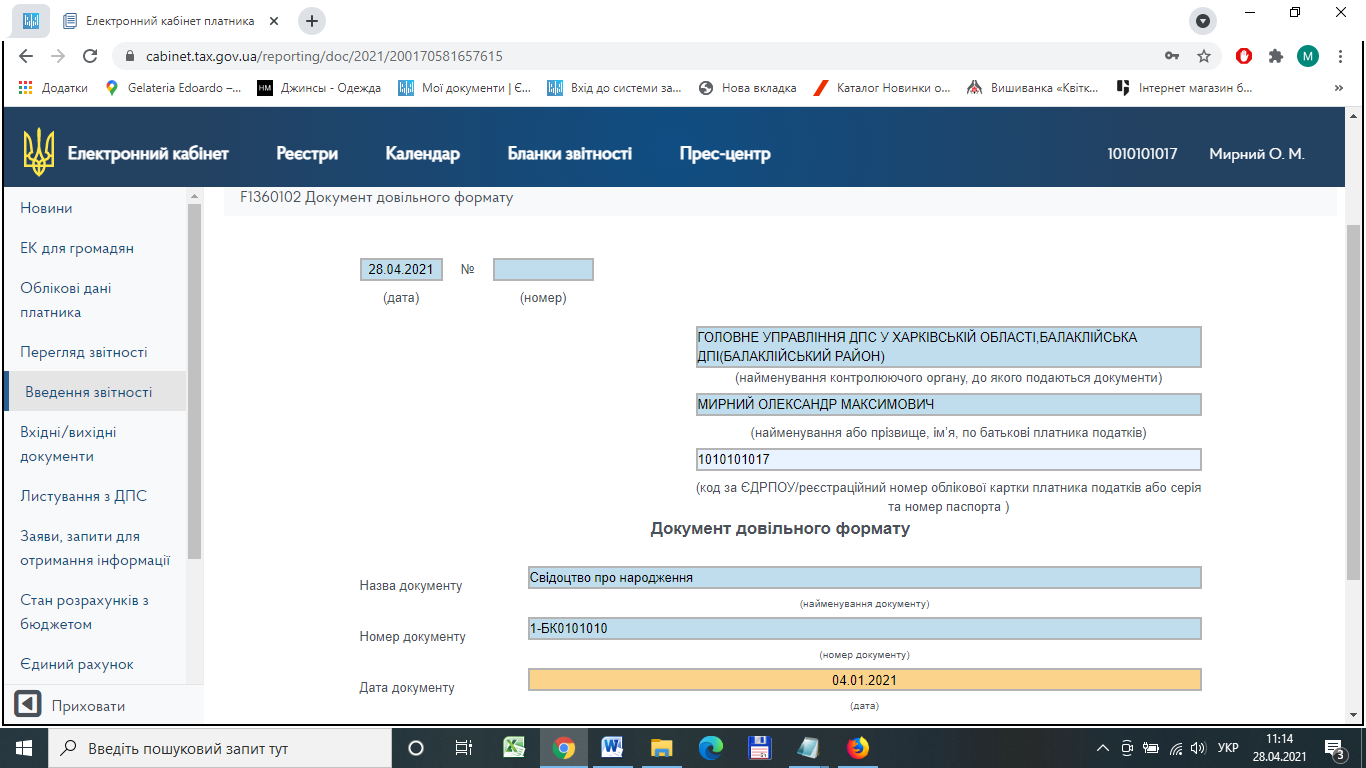 Електронний кабінет платника
cabinet.tax.gov.ua/reporting/doc/2021/200170581657615
M
Додатки
Gelateria Edoardo –...
HM
Джинсы - Одежда
Мої документи | Є...
Вхід до системи за...
Нова вкладка
Каталог Новинки о...
Вишиванка «Квітк...
Інтернет магазин б...
»
Електронний кабінет Реєстри Календар Бланки звітності Прес-центр 1010101017 Мирний О. М.
Новини
ЕК для громадян
Облікові дані
платника
Перегляд звітності
Введення звітності
Вхідні/вихідні
документи
Листування з ДПС
Заяви, запити для
отримання інформації
Стан розрахунків з
бюджетом
Єдиний рахунок
Приховати
F1360102 Документ довільного формату
28.04.2021 №
(дата) (номер)
ГОЛОВНЕ УПРАВЛІННЯ ДПС У ХАРКІВСЬКІЙ ОБЛАСТІ,БАЛАКЛІЙСЬКА
ДПІ(БАЛАКЛІЙСЬКИЙ РАЙОН)
(найменування контролюючого органу, до якого подаються документи)
МИРНИЙ ОЛЕКСАНДР МАКСИМОВИЧ
(найменування або прізвище, ім’я, по батькові платника податків)
1010101017
(код за ЄДРПОУ/реєстраційний номер облікової картки платника податків або серія
та номер паспорта )
Документ довільного формату
Назва документу Свідоцтво про народження
(найменування документу)
Номер документу 1-БК0101010
(номер документу)
Дата документу 04.01.2021
(дата)
Введіть пошуковий запит тут
УКР
11:14
28.04.2021
3